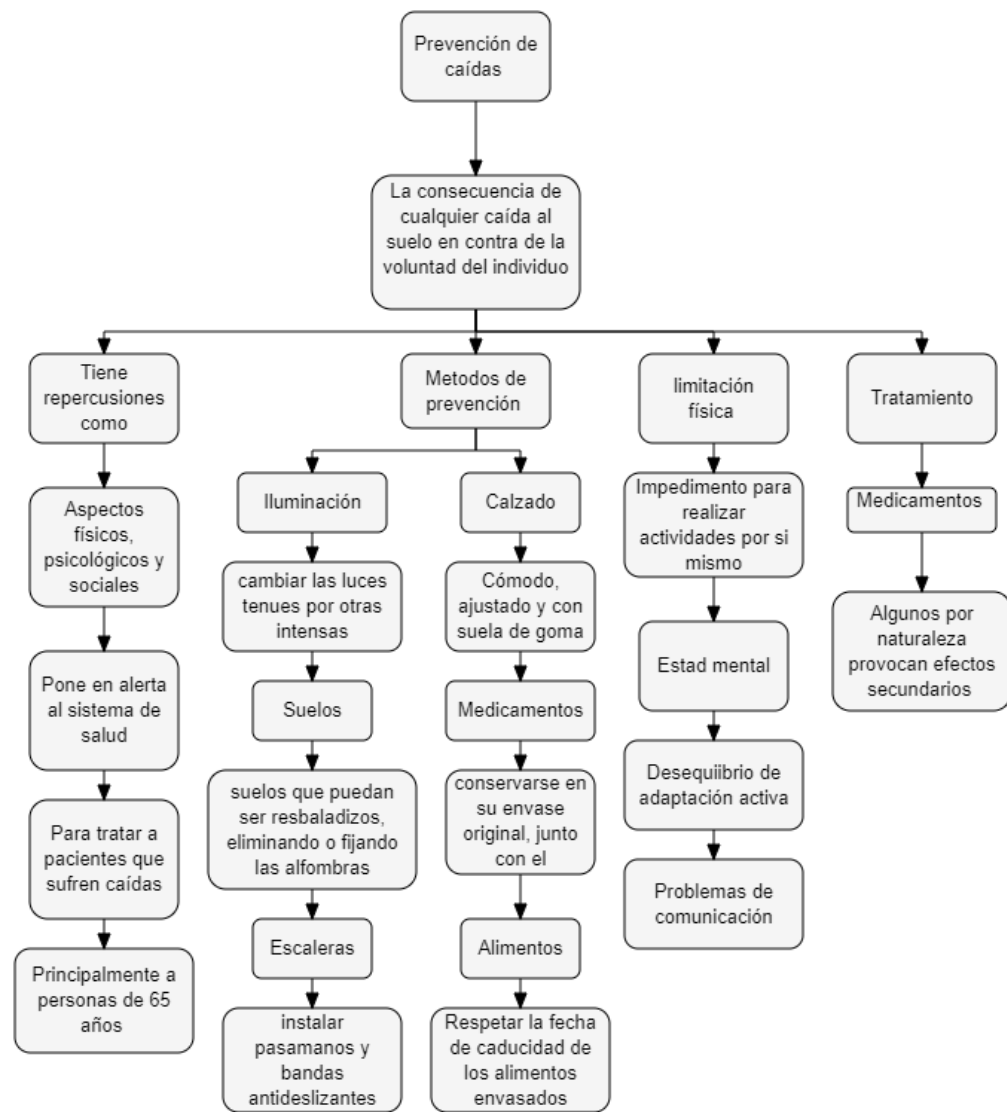 Prevención de
caídas
La consecuencia de
cualquier caída al
suelo en contra de la
voluntad del individuo
Tiene
repercusiones
como
Metodos de
prevención
limitación
física
Tratamiento
Aspectos
físicos,
psicológicos y
sociales
Pone en alerta
al sistema de
salud
Para tratar a
pacientes que
sufren caídas
Principalmente a
personas de 65
años
Iluminación
cambiar las luces
tenues por otras
intensas
Suelos
suelos que puedan
ser resbaladizos,
eliminando o fijando
las alfombras
Escaleras
instalar
pasamanos y
bandas
antideslizantes
Calzado
Cómodo,
ajustado y con
suela de goma
Medicamentos
conservarse en
su envase
original, junto
con el
Alimentos
Respetar la fecha
de caducidad de
los alimentos
envasados
Impedimento para
realizar
actividades por si
mismo
Estad mental
Desequiibrio de
adaptación activa
Problemas de
comunicación
Medicamentos
Algunos por
naturaleza
provocan efectos
secundarios